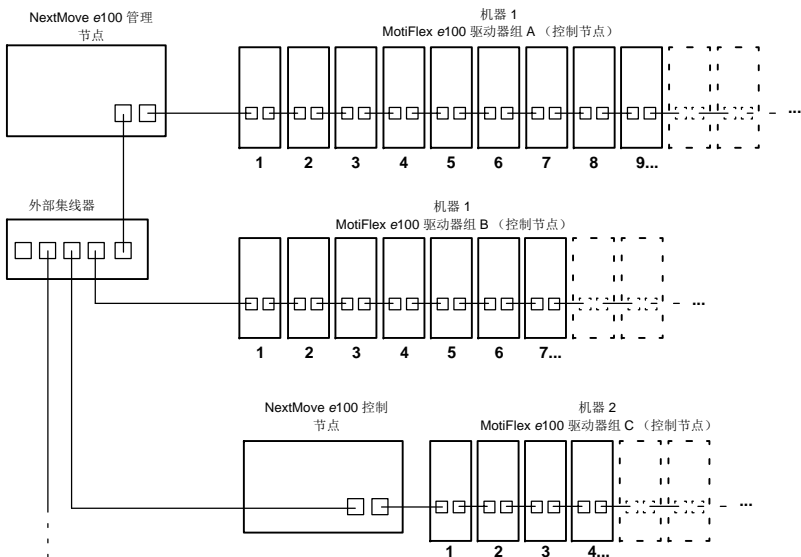 NextMove e100 管理
节点
机器 1
MotiFlex e100 驱动器组 A （控制节点）
...
1 2 3 4 5 6 7 8 9...
外部集线器
机器 1
MotiFlex e100 驱动器组 B （控制节点）
...
1 2 3 4 5 6 7...
NextMove e100 控制
节点
机器 2
MotiFlex e100 驱动器组 C （控制节点）
...
1 2 3 4...